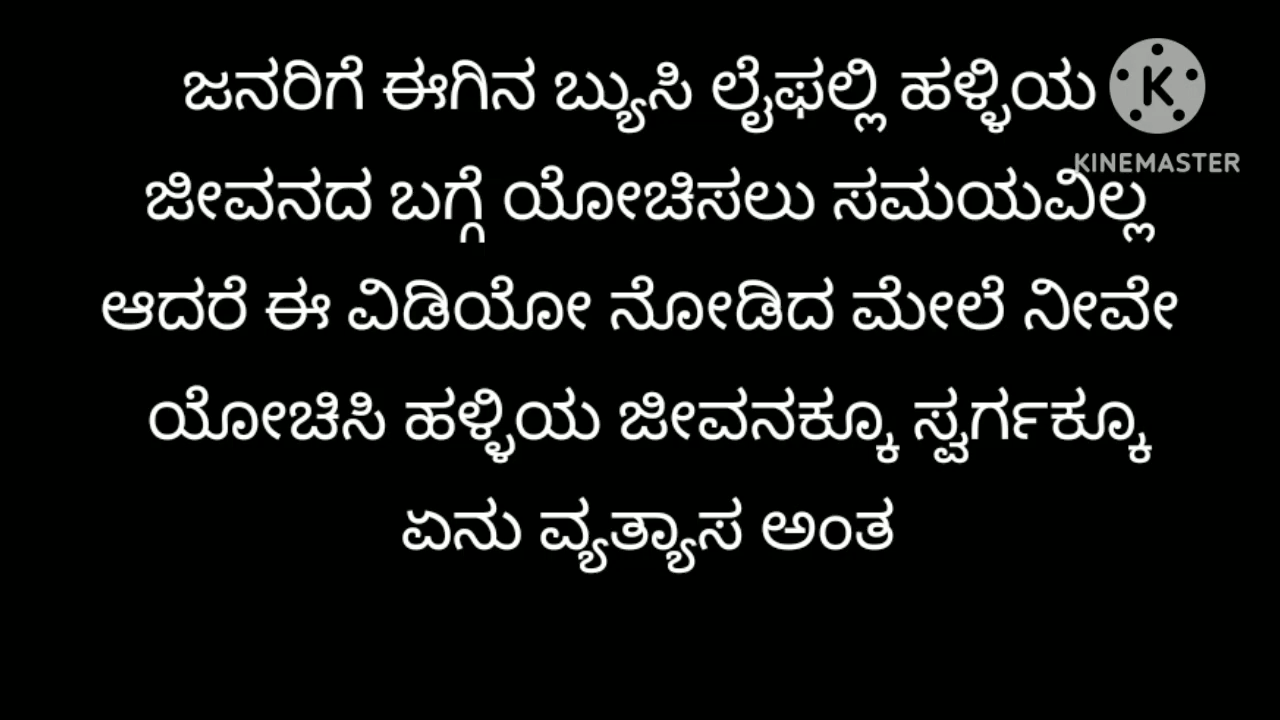 ಜನರಿಗೆ ಈಗಿನ ಬ್ಯುಸಿ ಲೈಫಲ್ಲಿ ಹಳ್ಳಿಯ
KINEMASTER
ಜೀವನದ ಬಗ್ಗೆ ಯೋಚಿಸಲು ಸಮಯವಿಲ್ಲ
ಆದರೆ ಈ ವಿಡಿಯೋ ನೋಡಿದ ಮೇಲೆ ನೀವೇ
ಯೋಚಿಸಿ ಹಳ್ಳಿಯ ಜೀವನಕ್ಕೂ ಸ್ವರ್ಗಕ್ಕೂ
ಏನು ವ್ಯತ್ಯಾಸ ಅಂತ